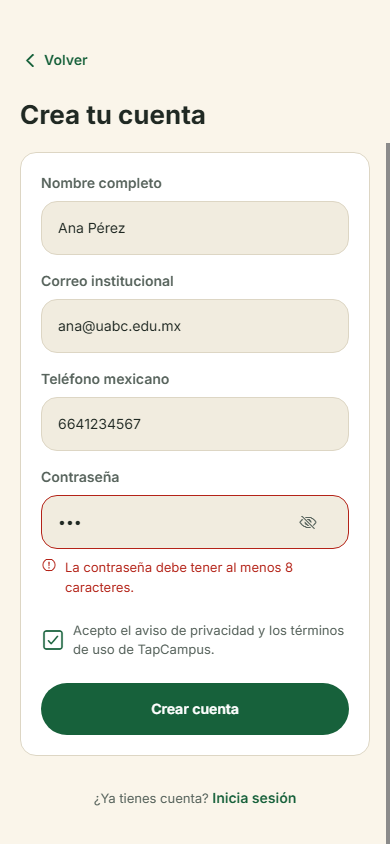 Volver
Crea tu cuenta
Nombre completo
Ana Pérez
Correo institucional
ana@uabc.edu.mx
Teléfono mexicano
6641234567
Contraseña
•••
La contraseña debe tener al menos 8
caracteres.
Acepto el aviso de privacidad y los términos
de uso de TapCampus.
Crear cuenta
¿Ya tienes cuenta? Inicia sesión